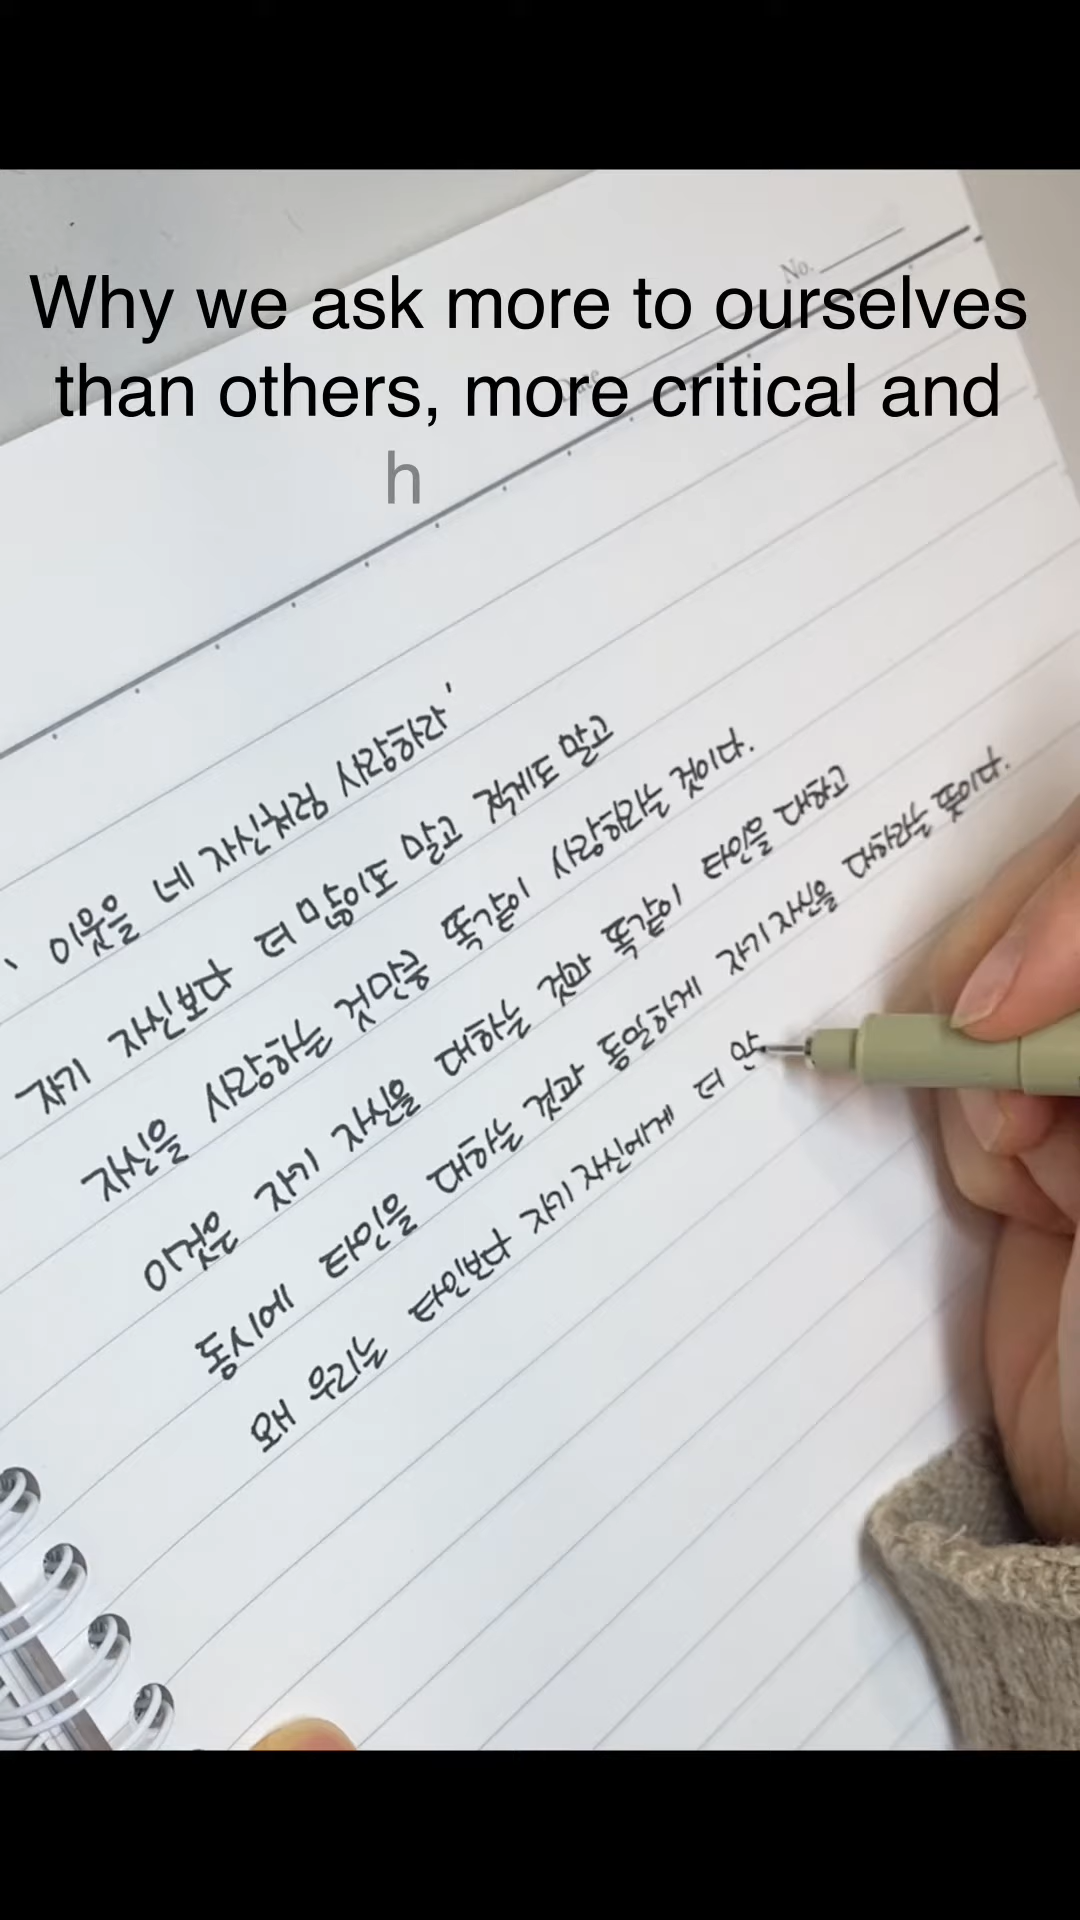 Why we ask more to ourselves
than others, more critical and
h
No.
Date
' 이웃을 네 자신처럼 사랑하라'
자기 자신보다 더 많이도 말고 적게도 말고
자신을 사랑하는 것만큼 똑같이 사랑하라는 것이다.
이것은 자기 자신을 대하는 것과 똑같이 타인을 대하고
동시에 타인을 대하는 것과 동일하게 자기 자신을 대하라는 뜻이다.
왜 우리는 타인보다 자기 자신에게 더